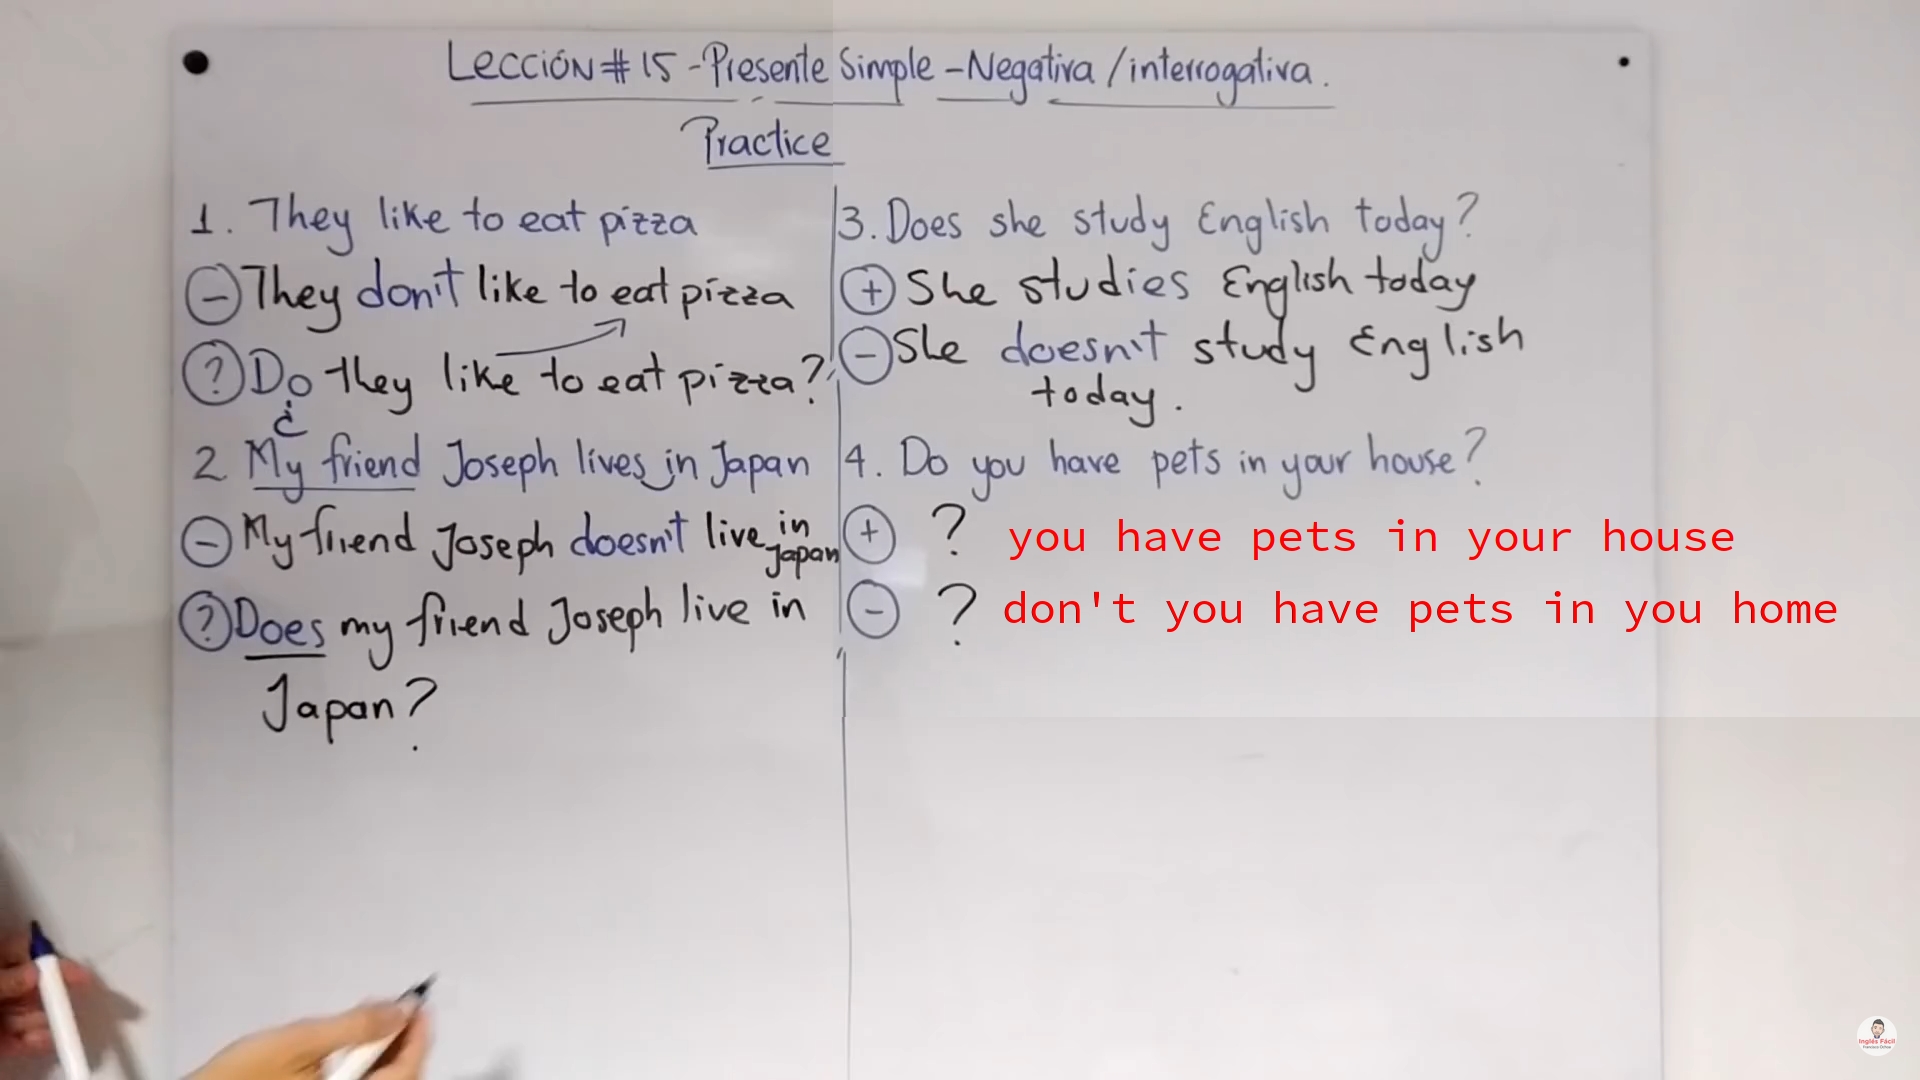 Lección # 15 - Presente Simple - Negativa / interrogativa.
Practice
1. They like to eat pizza
- They don't like to eat pizza
? Do they like to eat pizza?
¿
2 My friend Joseph lives in Japan
- My friend Joseph doesn't live in Japan
? Does my friend Joseph live in
Japan?
3. Does she study English today?
+ She studies English today
- She doesn't study English
today.
4. Do you have pets in your house?
+ ? you have pets in your house
- ? don't you have pets in you home
Inglés Fácil